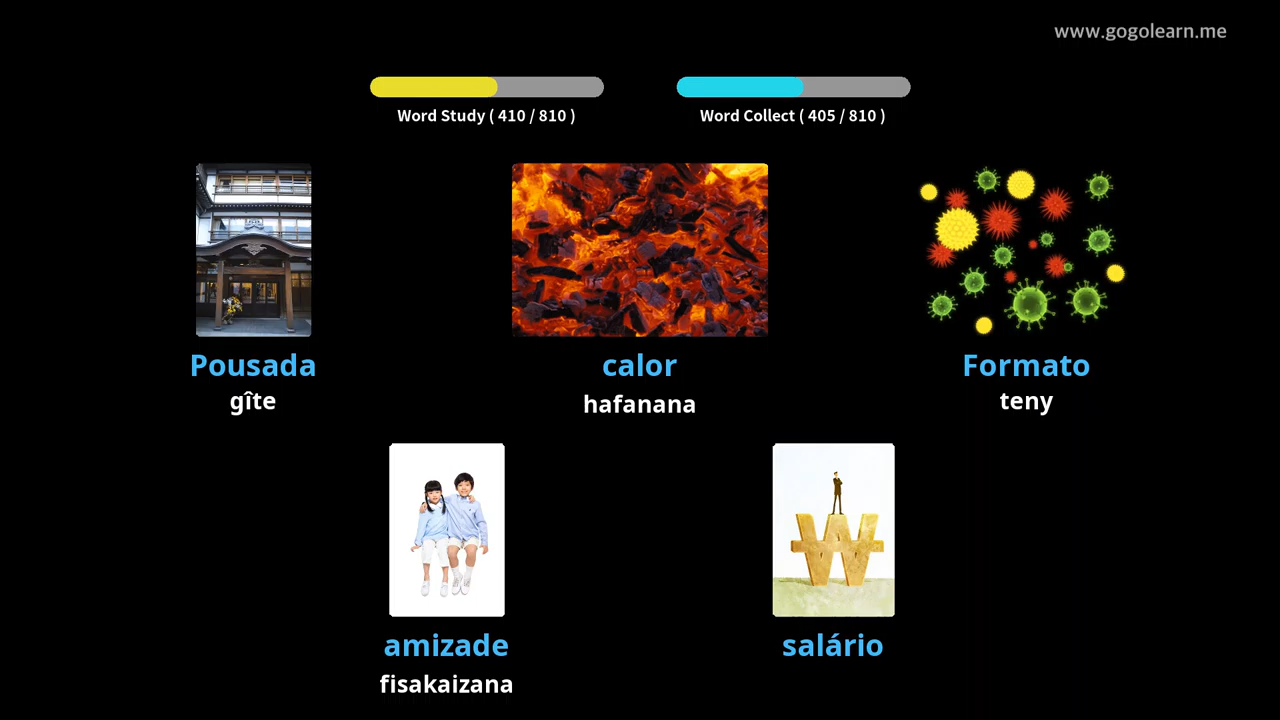 www.gogolearn.me
Word Study ( 410 / 810 )
Word Collect ( 405 / 810 )
Pousada
gîte
calor
hafanana
Formato
teny
amizade
fisakaizana
salário